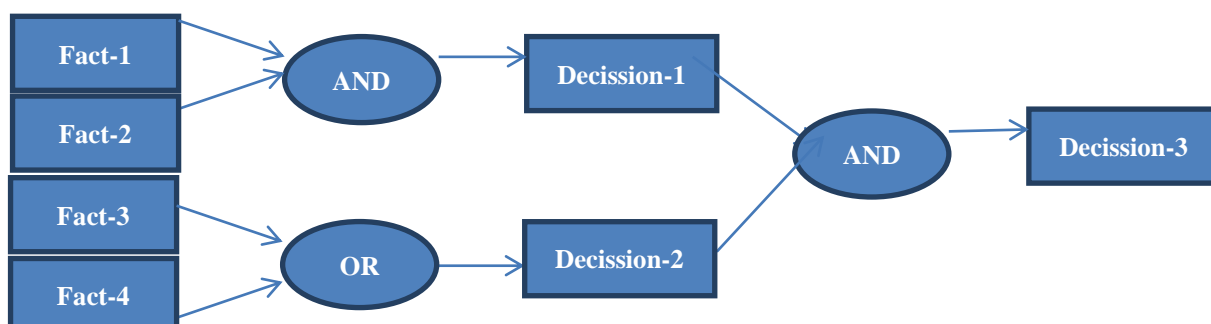 Fact-1
Fact-2
Fact-3
Fact-4
AND
OR
Decission-1
Decission-2
AND
Decission-3